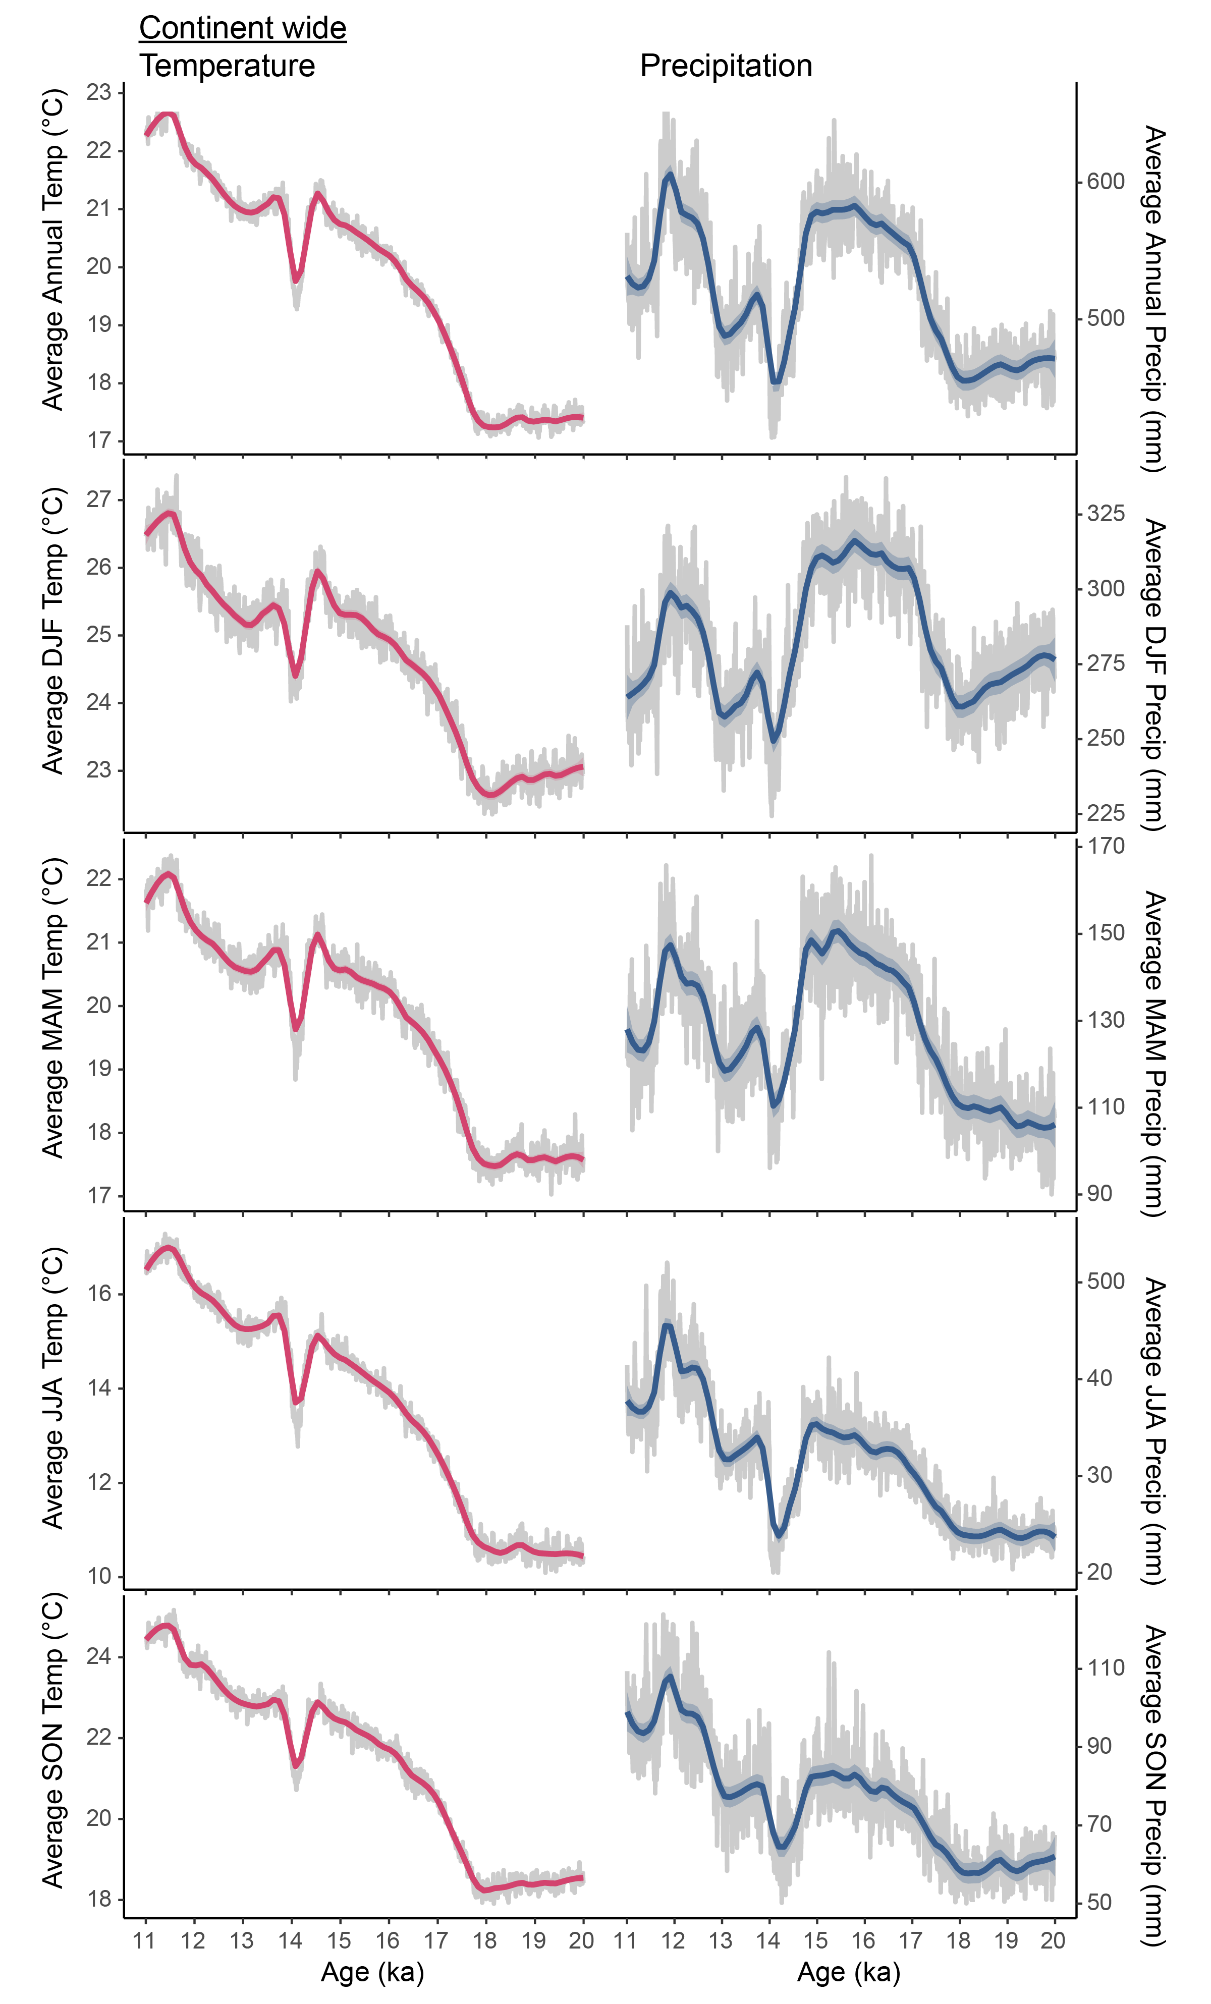 Continent wide
Temperature
Precipitation
Average Annual Temp (°C)
23
22
21
20
19
18
17
600
500
Average Annual Precip (mm)
Average DJF Temp (°C)
27
26
25
24
23
325
300
275
250
225
Average DJF Precip (mm)
Average MAM Temp (°C)
22
21
20
19
18
17
170
150
130
110
90
Average MAM Precip (mm)
Average JJA Temp (°C)
16
14
12
10
500
40
30
20
Average JJA Precip (mm)
Average SON Temp (°C)
24
22
20
18
110
90
70
50
Average SON Precip (mm)
11 12 13 14 15 16 17 18 19 20
11 12 13 14 15 16 17 18 19 20
Age (ka)
Age (ka)